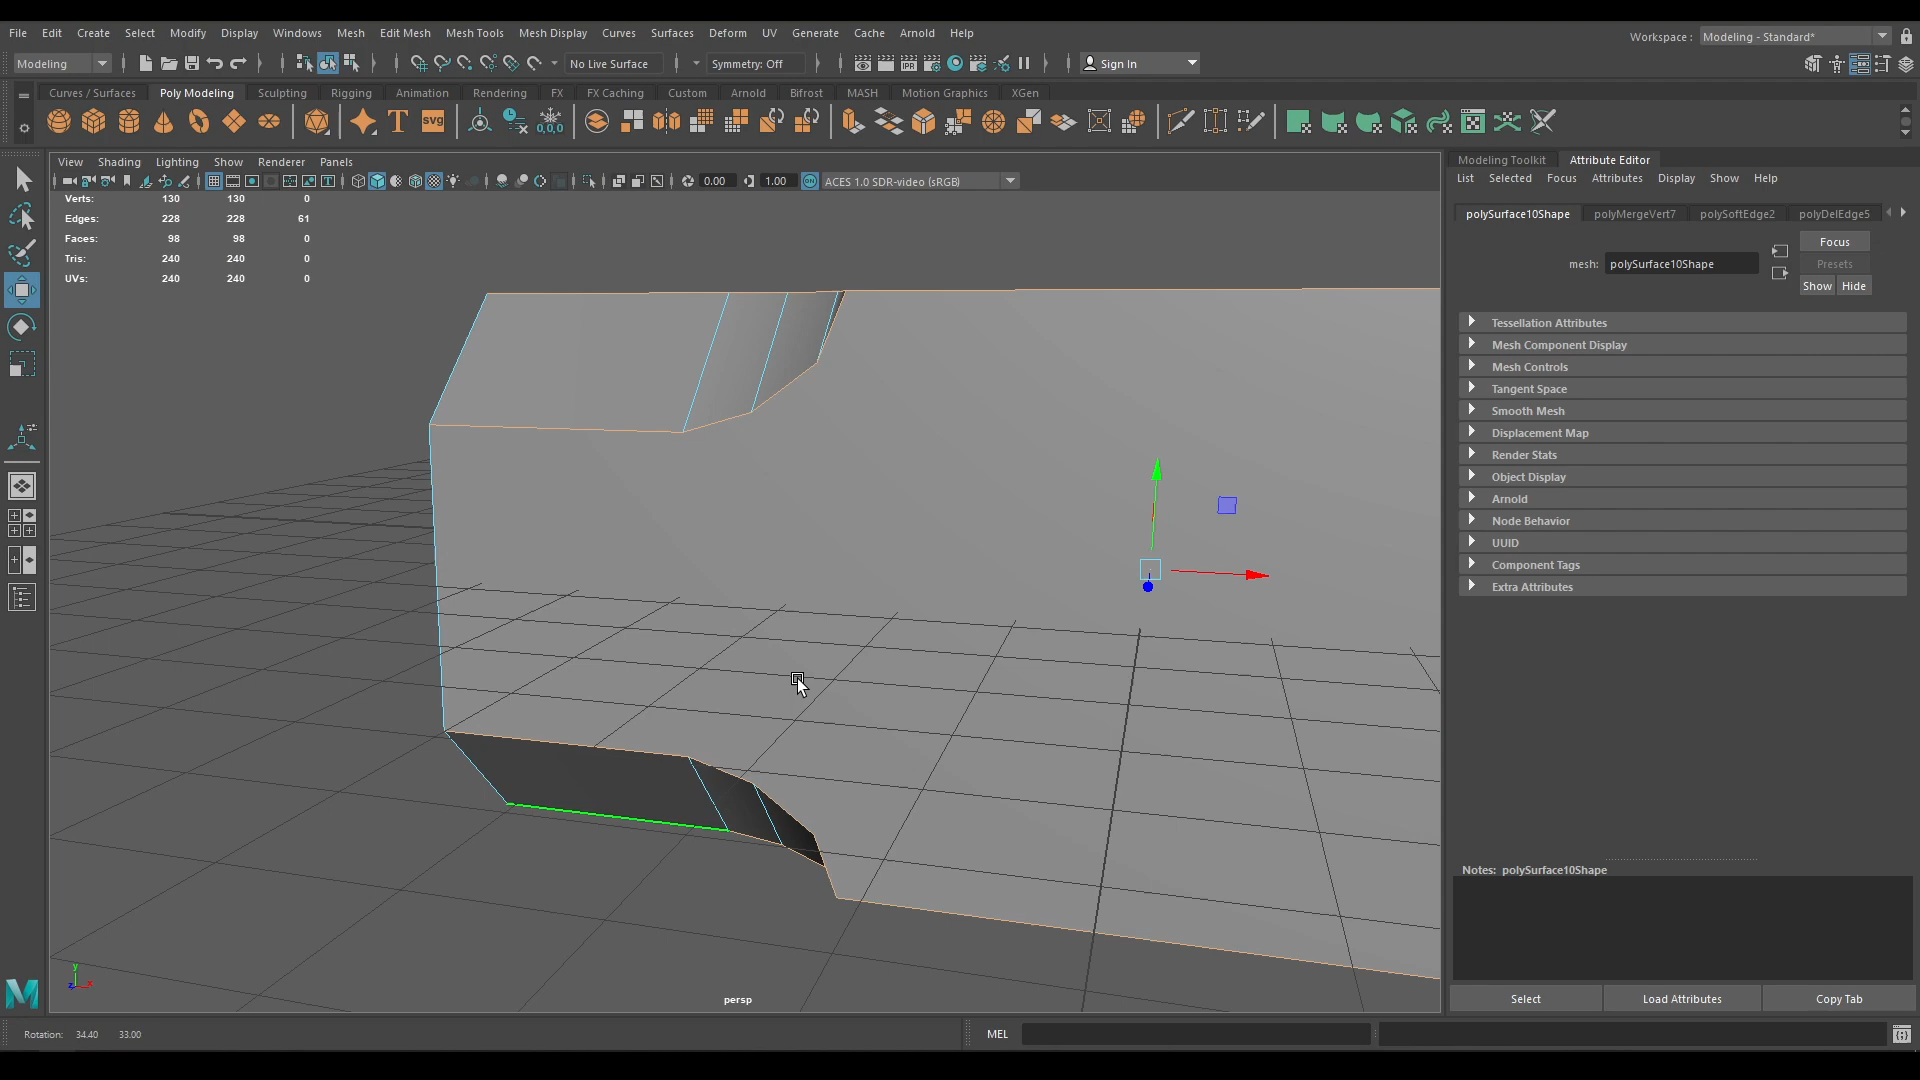 File Edit Create Select Modify Display Windows Mesh Edit Mesh Mesh Tools Mesh Display Curves Surfaces Deform UV Generate Cache Arnold Help
Workspace : Modeling - Standard*
Modeling No Live Surface Symmetry: Off IPR Sign In
Curves / Surfaces Poly Modeling Sculpting Rigging Animation Rendering FX FX Caching Custom Arnold Bifrost MASH Motion Graphics XGen
T svg 0,0,0
View Shading Lighting Show Renderer Panels
0.00 1.00 ON ACES 1.0 SDR-video (sRGB)
Verts: 130 130 0
Edges: 228 228 61
Faces: 98 98 0
Tris: 240 240 0
UVs: 240 240 0
y
z x
persp
Modeling Toolkit Attribute Editor
List Selected Focus Attributes Display Show Help
polySurface10Shape polyMergeVert7 polySoftEdge2 polyDelEdge5
mesh: polySurface10Shape
Focus
Presets
Show Hide
Tessellation Attributes
Mesh Component Display
Mesh Controls
Tangent Space
Smooth Mesh
Displacement Map
Render Stats
Object Display
Arnold
Node Behavior
UUID
Component Tags
Extra Attributes
Notes: polySurface10Shape
Select Load Attributes Copy Tab
M
Rotation: 34.40 33.00
MEL